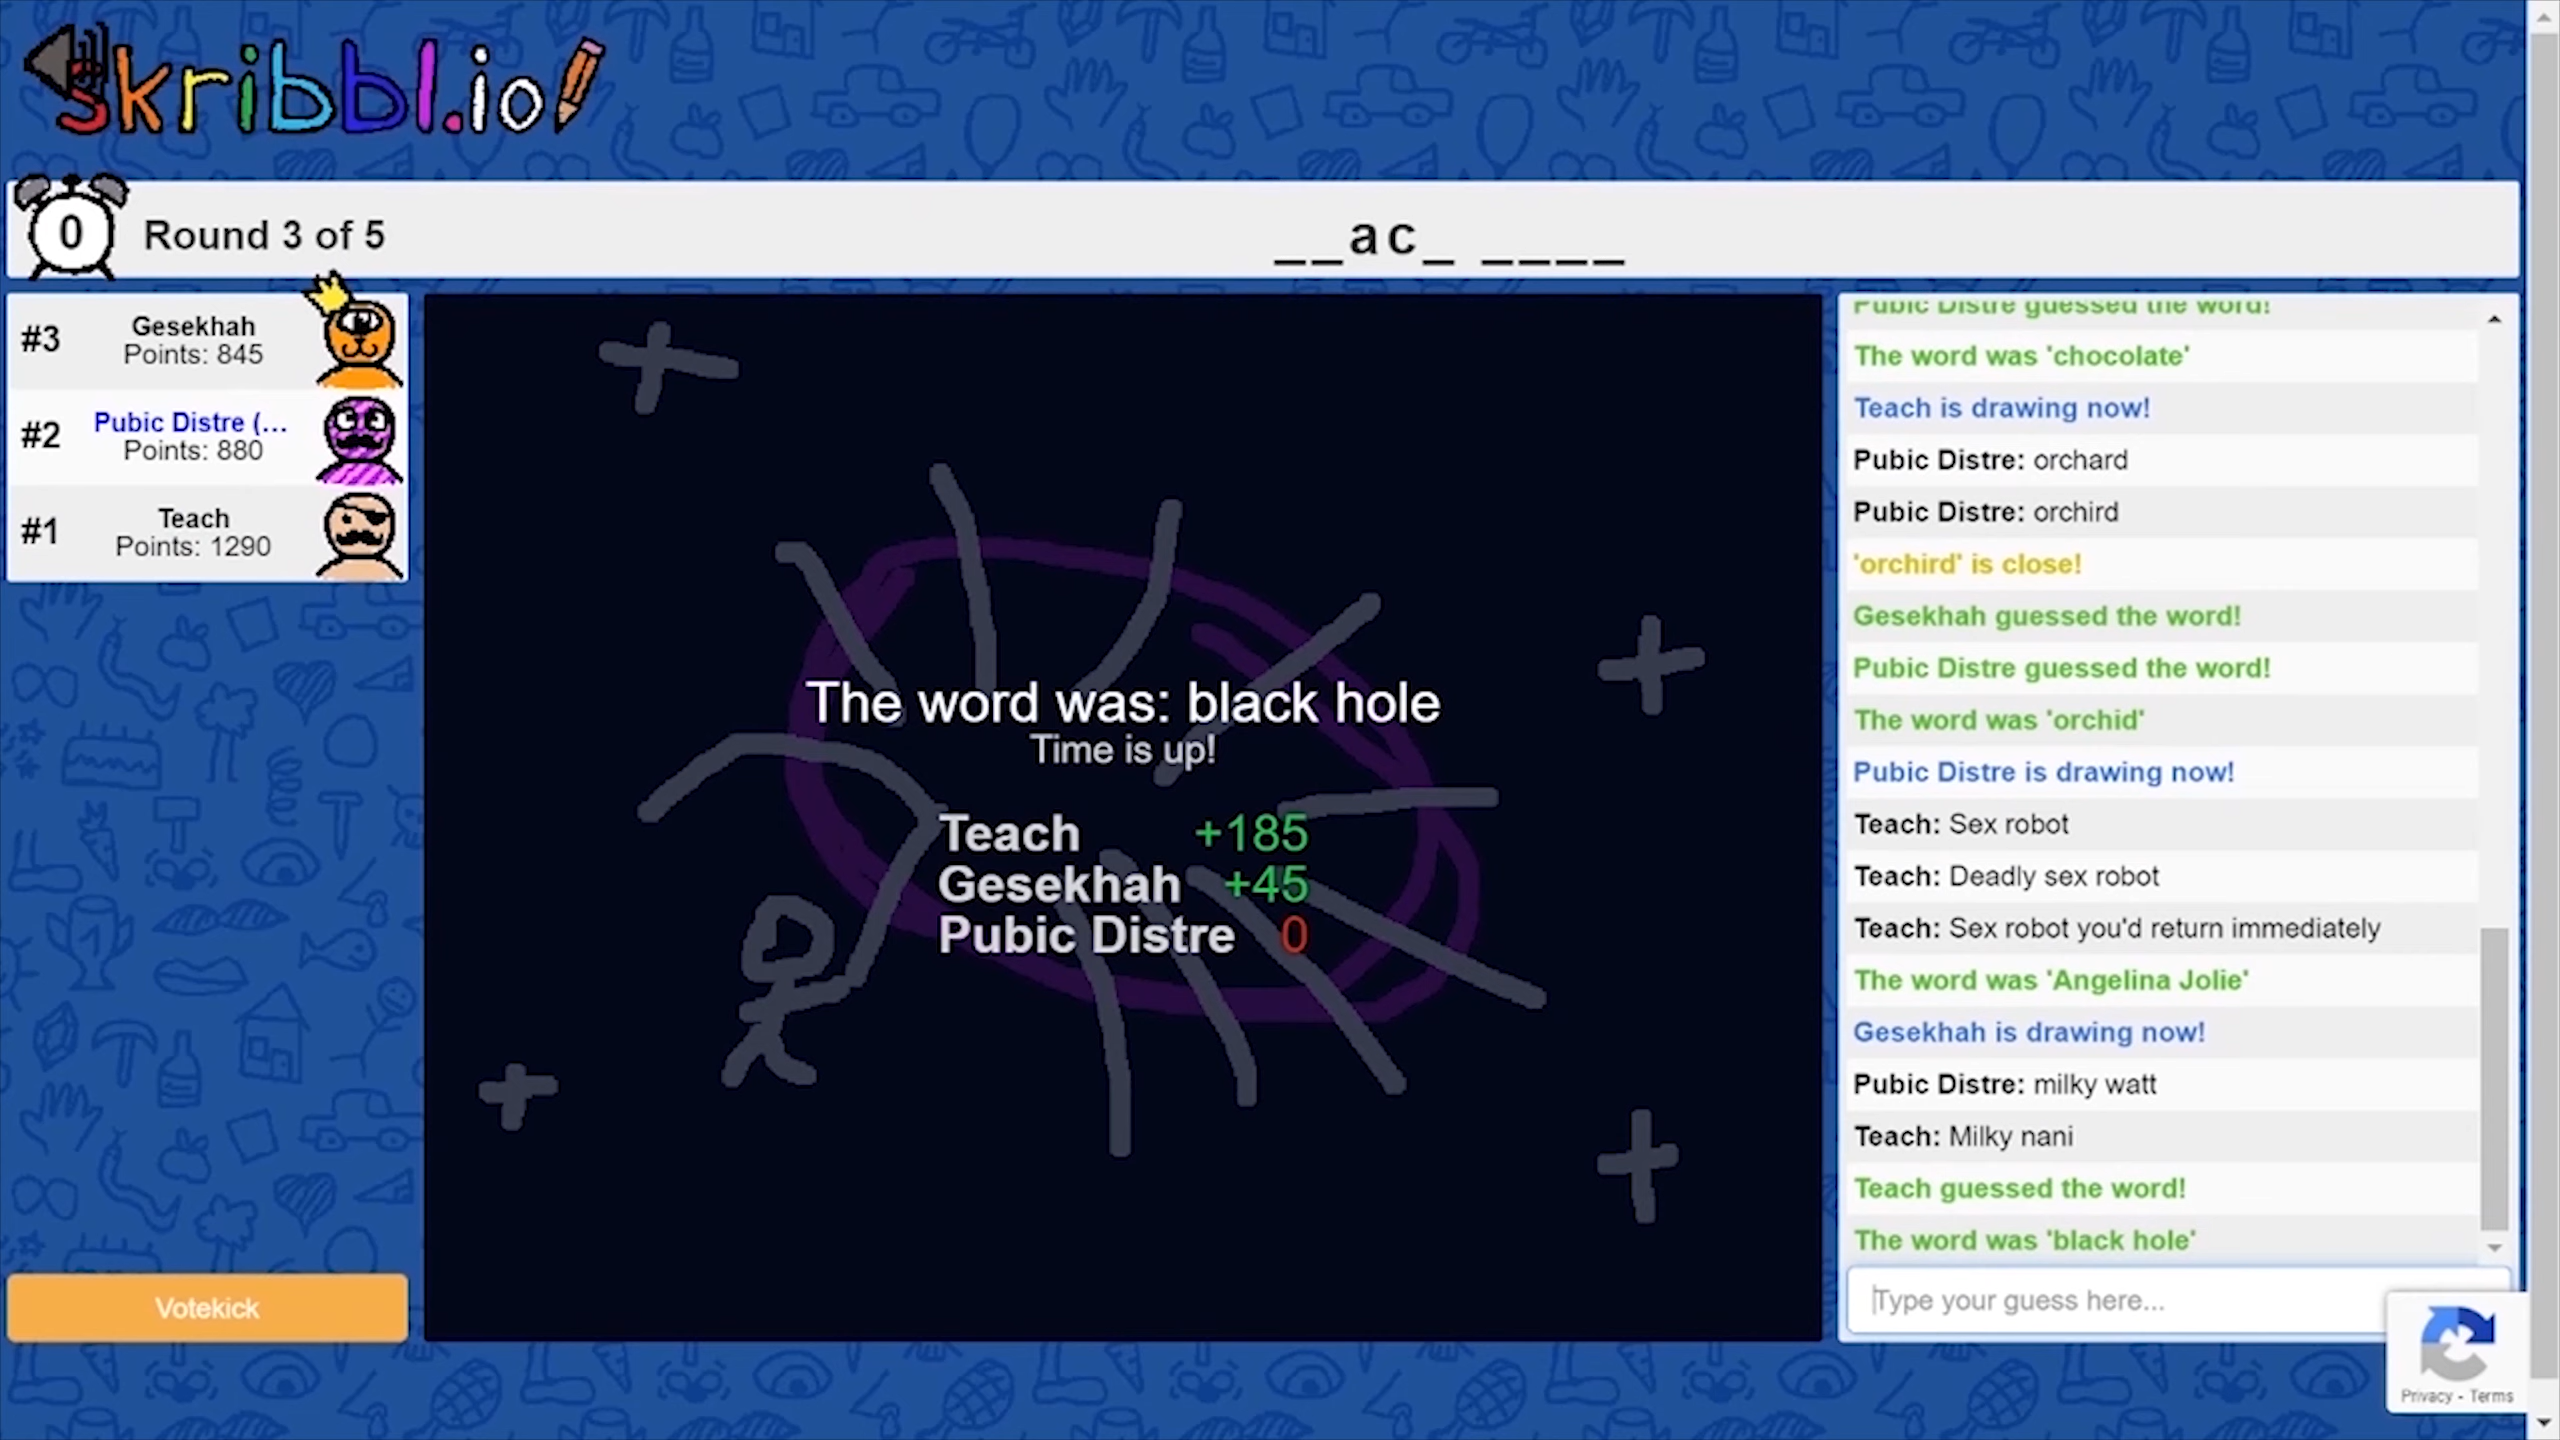 skribbl.io
0
Round 3 of 5
__ac_ ____
#3
Gesekhah
Points: 845
#2
Pubic Distre (...
Points: 880
#1
Teach
Points: 1290
Votekick
The word was: black hole
Time is up!
Teach +185
Gesekhah +45
Pubic Distre 0
Pubic Distre guessed the word!
The word was 'chocolate'
Teach is drawing now!
Pubic Distre: orchard
Pubic Distre: orchird
'orchird' is close!
Gesekhah guessed the word!
Pubic Distre guessed the word!
The word was 'orchid'
Pubic Distre is drawing now!
Teach: Sex robot
Teach: Deadly sex robot
Teach: Sex robot you'd return immediately
The word was 'Angelina Jolie'
Gesekhah is drawing now!
Pubic Distre: milky watt
Teach: Milky nani
Teach guessed the word!
The word was 'black hole'
Type your guess here...
Privacy - Terms